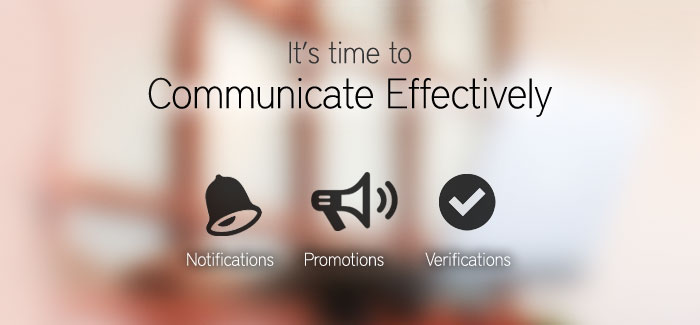 It's time to
Communicate Effectively
Notifications Promotions Verifications